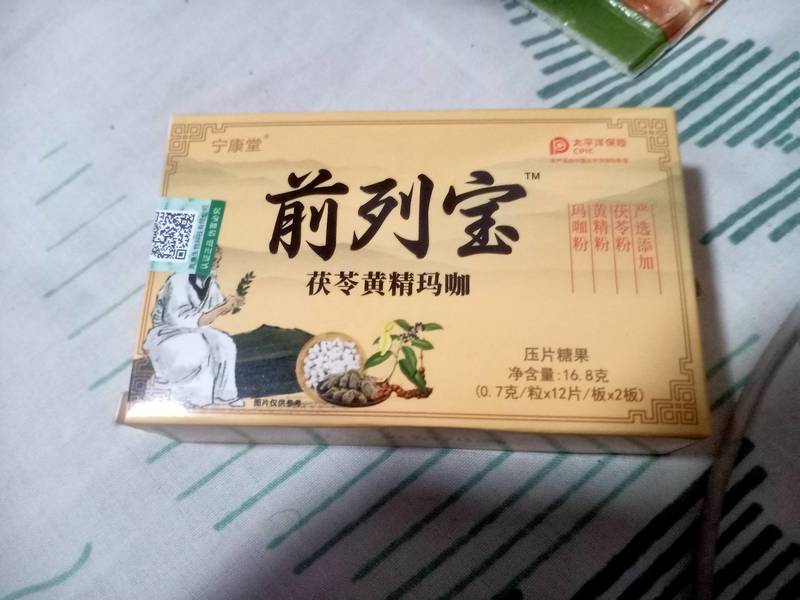 宁康堂®
太平洋保险
CPIC
前列宝™
茯苓黄精玛咖
严选添加
茯苓粉
黄精粉
玛咖粉
压片糖果
净含量:16.8克
(0.7克/粒x12片/板x2板)
图片仅供参考